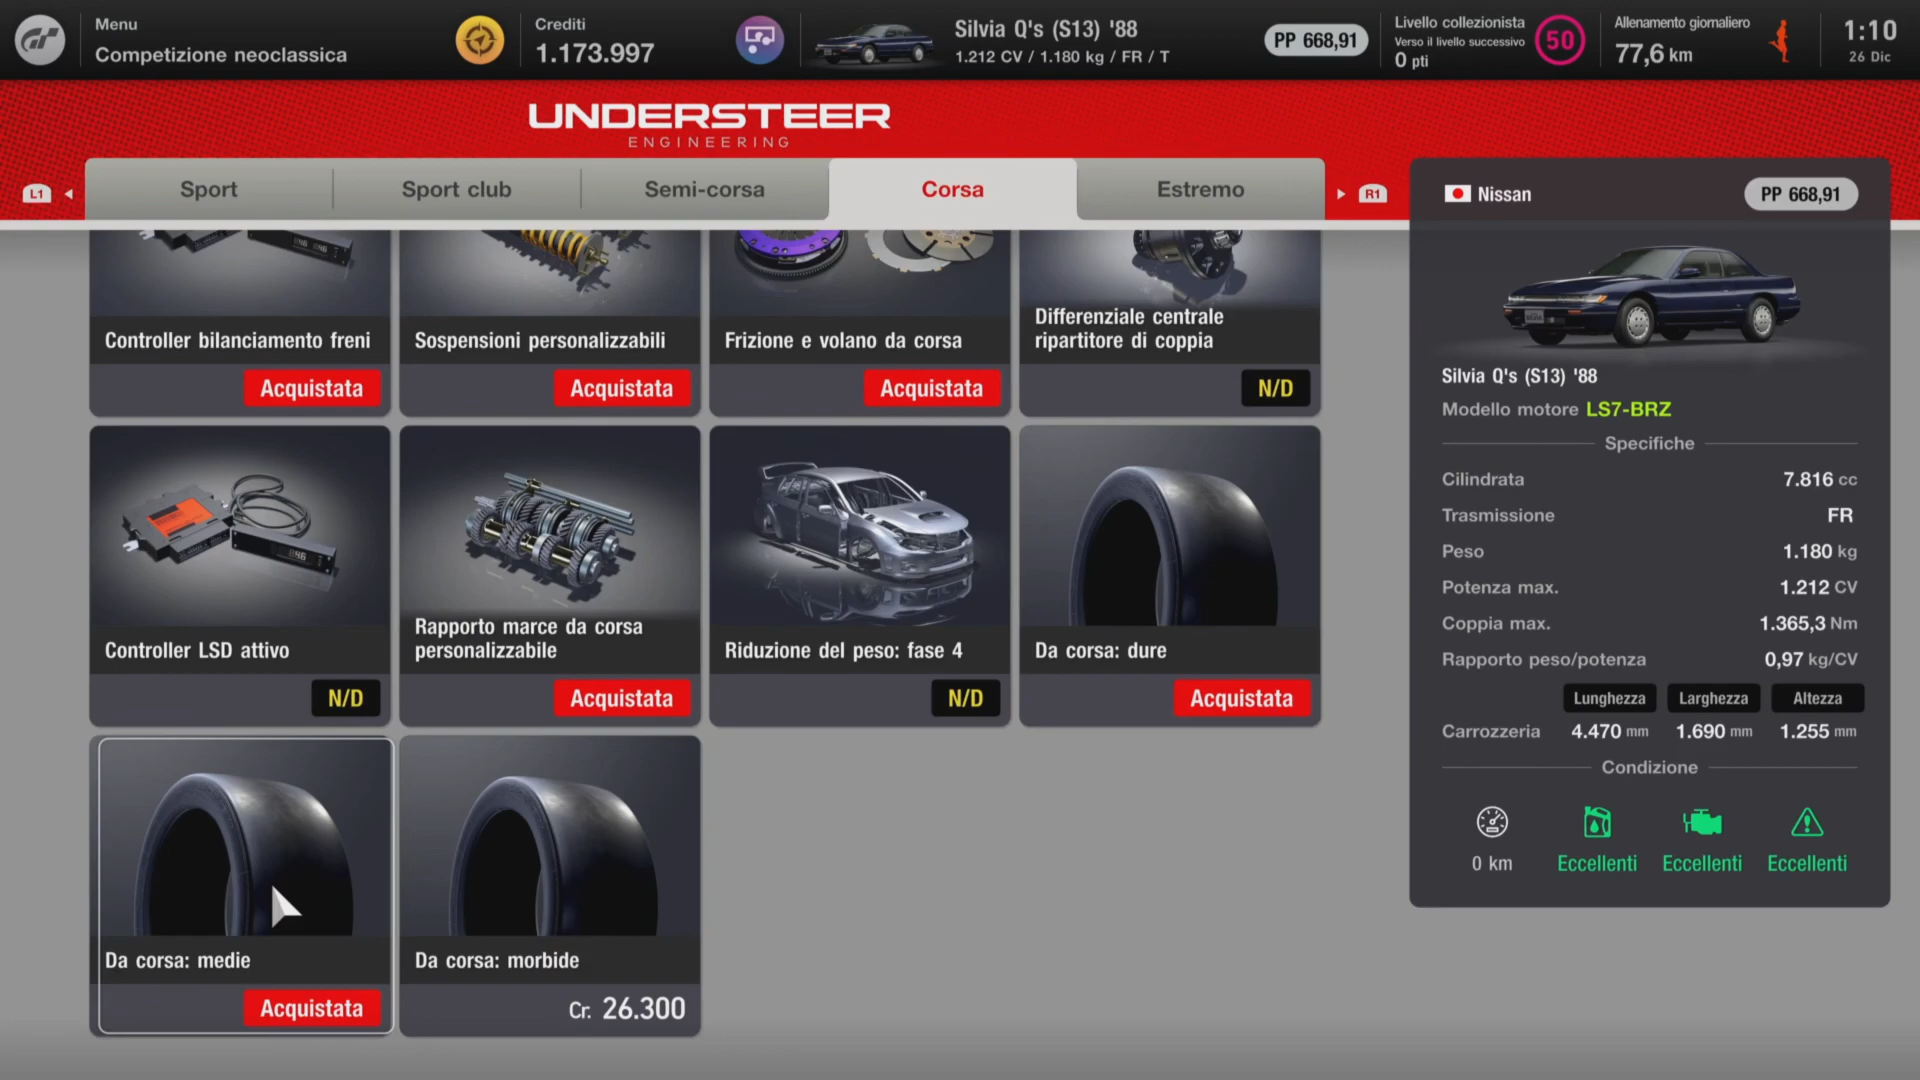 Menu
Competizione neoclassica
Crediti
1.173.997
Silvia Q's (S13) '88
1.212 CV / 1.180 kg / FR / T
PP 668,91
Livello collezionista
Verso il livello successivo
0 pti
50
Allenamento giornaliero
77,6 km
1:10
26 Dic
UNDERSTEER
ENGINEERING
L1
Sport
Sport club
Semi-corsa
Corsa
Estremo
R1
Controller bilanciamento freni
Acquistata
Sospensioni personalizzabili
Acquistata
Frizione e volano da corsa
Acquistata
Differenziale centrale
ripartitore di coppia
N/D
Controller LSD attivo
N/D
Rapporto marce da corsa
personalizzabile
Acquistata
Riduzione del peso: fase 4
N/D
Da corsa: dure
Acquistata
Da corsa: medie
Acquistata
Da corsa: morbide
Cr. 26.300
Nissan
PP 668,91
Silvia Q's (S13) '88
Modello motore LS7-BRZ
Specifiche
Cilindrata 7.816 cc
Trasmissione FR
Peso 1.180 kg
Potenza max. 1.212 CV
Coppia max. 1.365,3 Nm
Rapporto peso/potenza 0,97 kg/CV
Lunghezza Larghezza Altezza
Carrozzeria 4.470 mm 1.690 mm 1.255 mm
Condizione
0 km Eccellenti Eccellenti Eccellenti